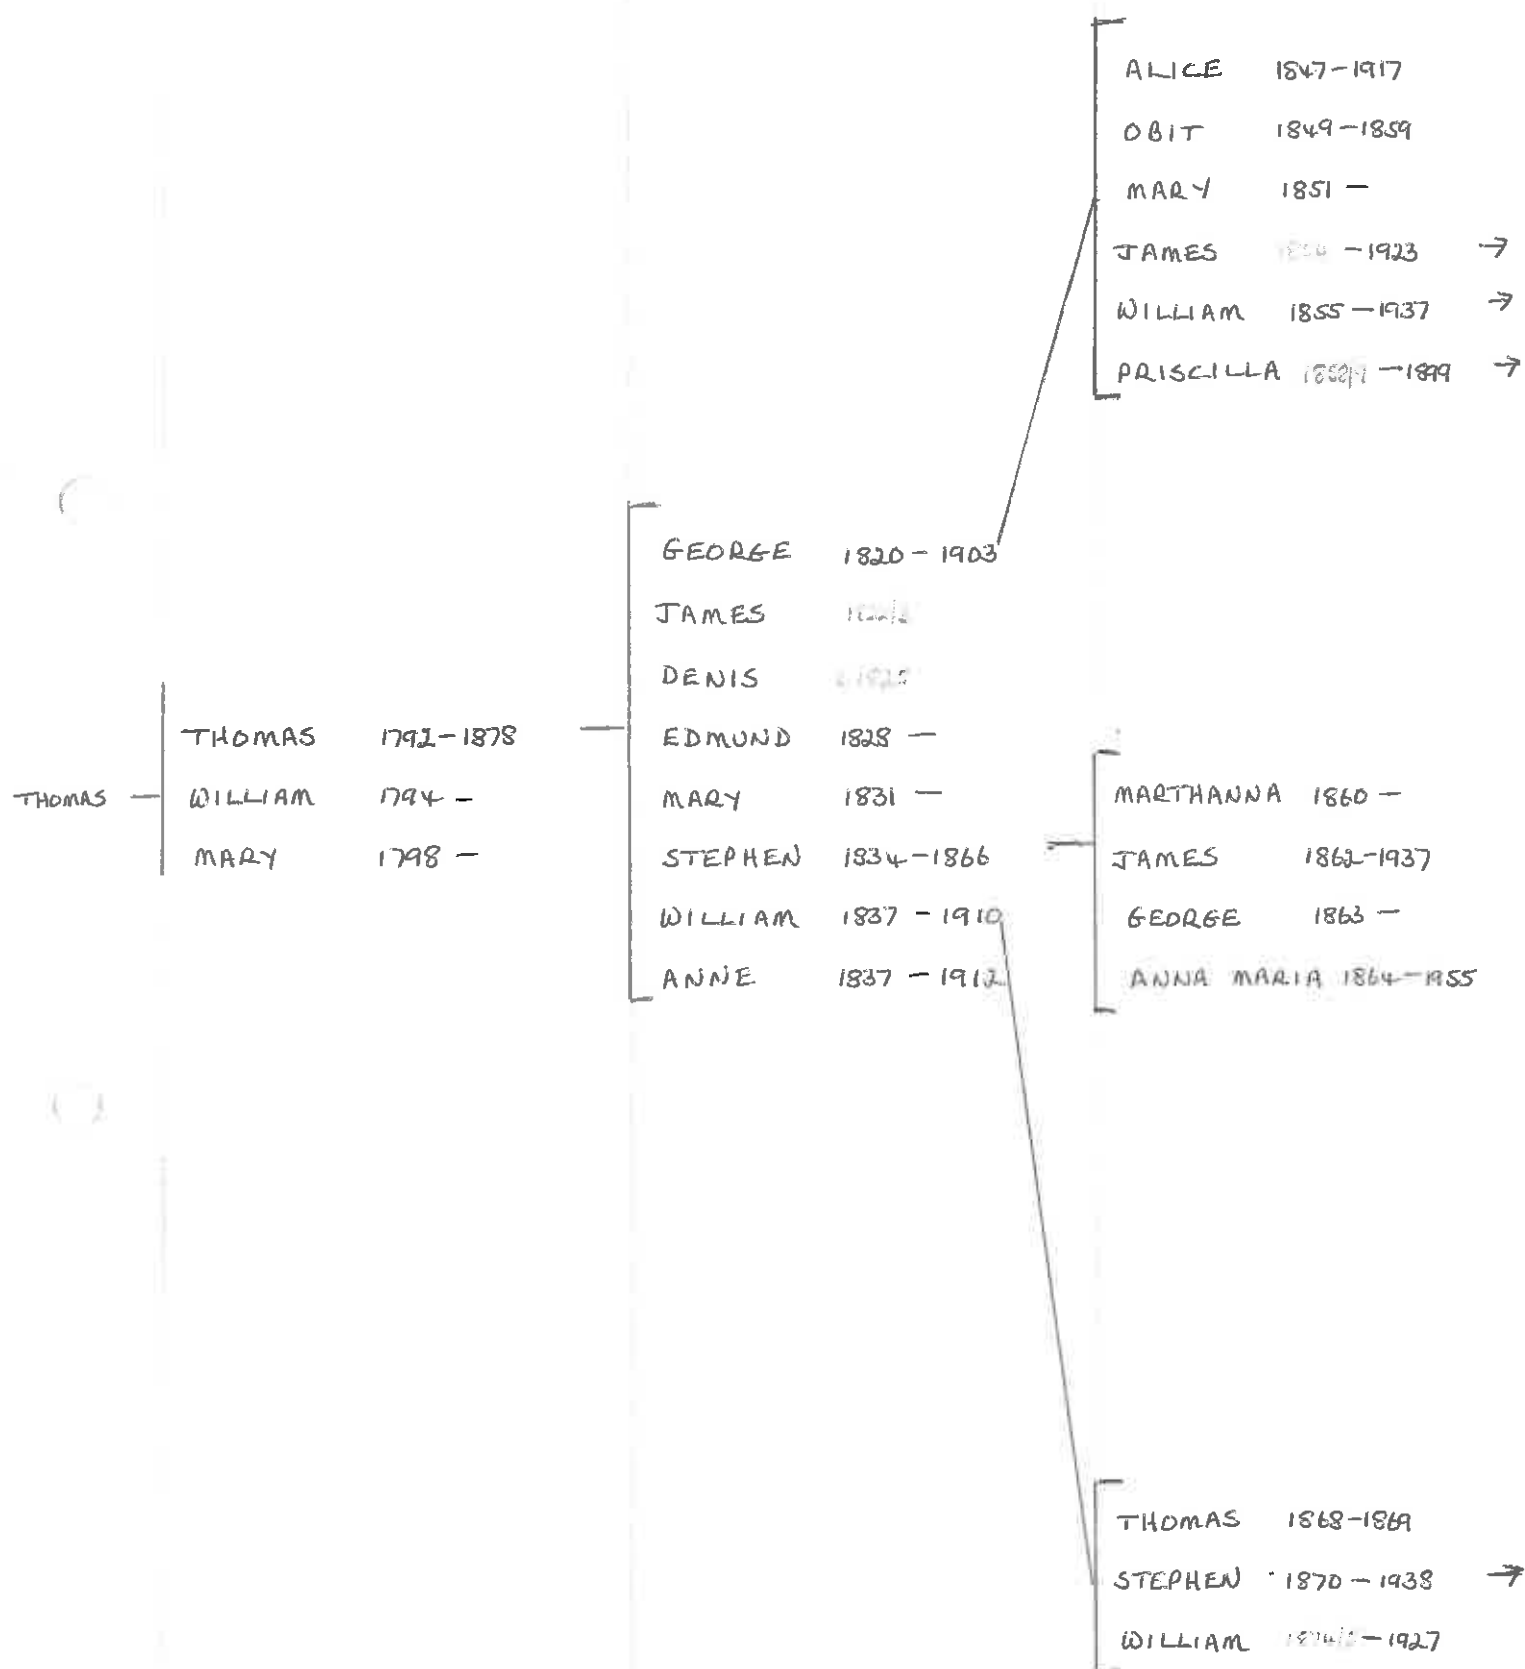 THOMAS
THOMAS 1792-1878
WILLIAM 1794 -
MARY 1798 -
GEORGE 1820 - 1903
JAMES
DENIS
EDMUND 1828 -
MARY 1831 -
STEPHEN 1834-1866
WILLIAM 1837 - 1910
ANNE 1837 - 1912
ALICE 1847-1917
OBIT 1849-1859
MARY 1851 -
JAMES -1923 →
WILLIAM 1855-1937 →
PRISCILLA -1899 →
MARTHANNA 1860 -
JAMES 1862-1937
GEORGE 1863 -
ANNA MARIA 1864-1955
THOMAS 1868-1869
STEPHEN 1870-1938 →
WILLIAM -1927